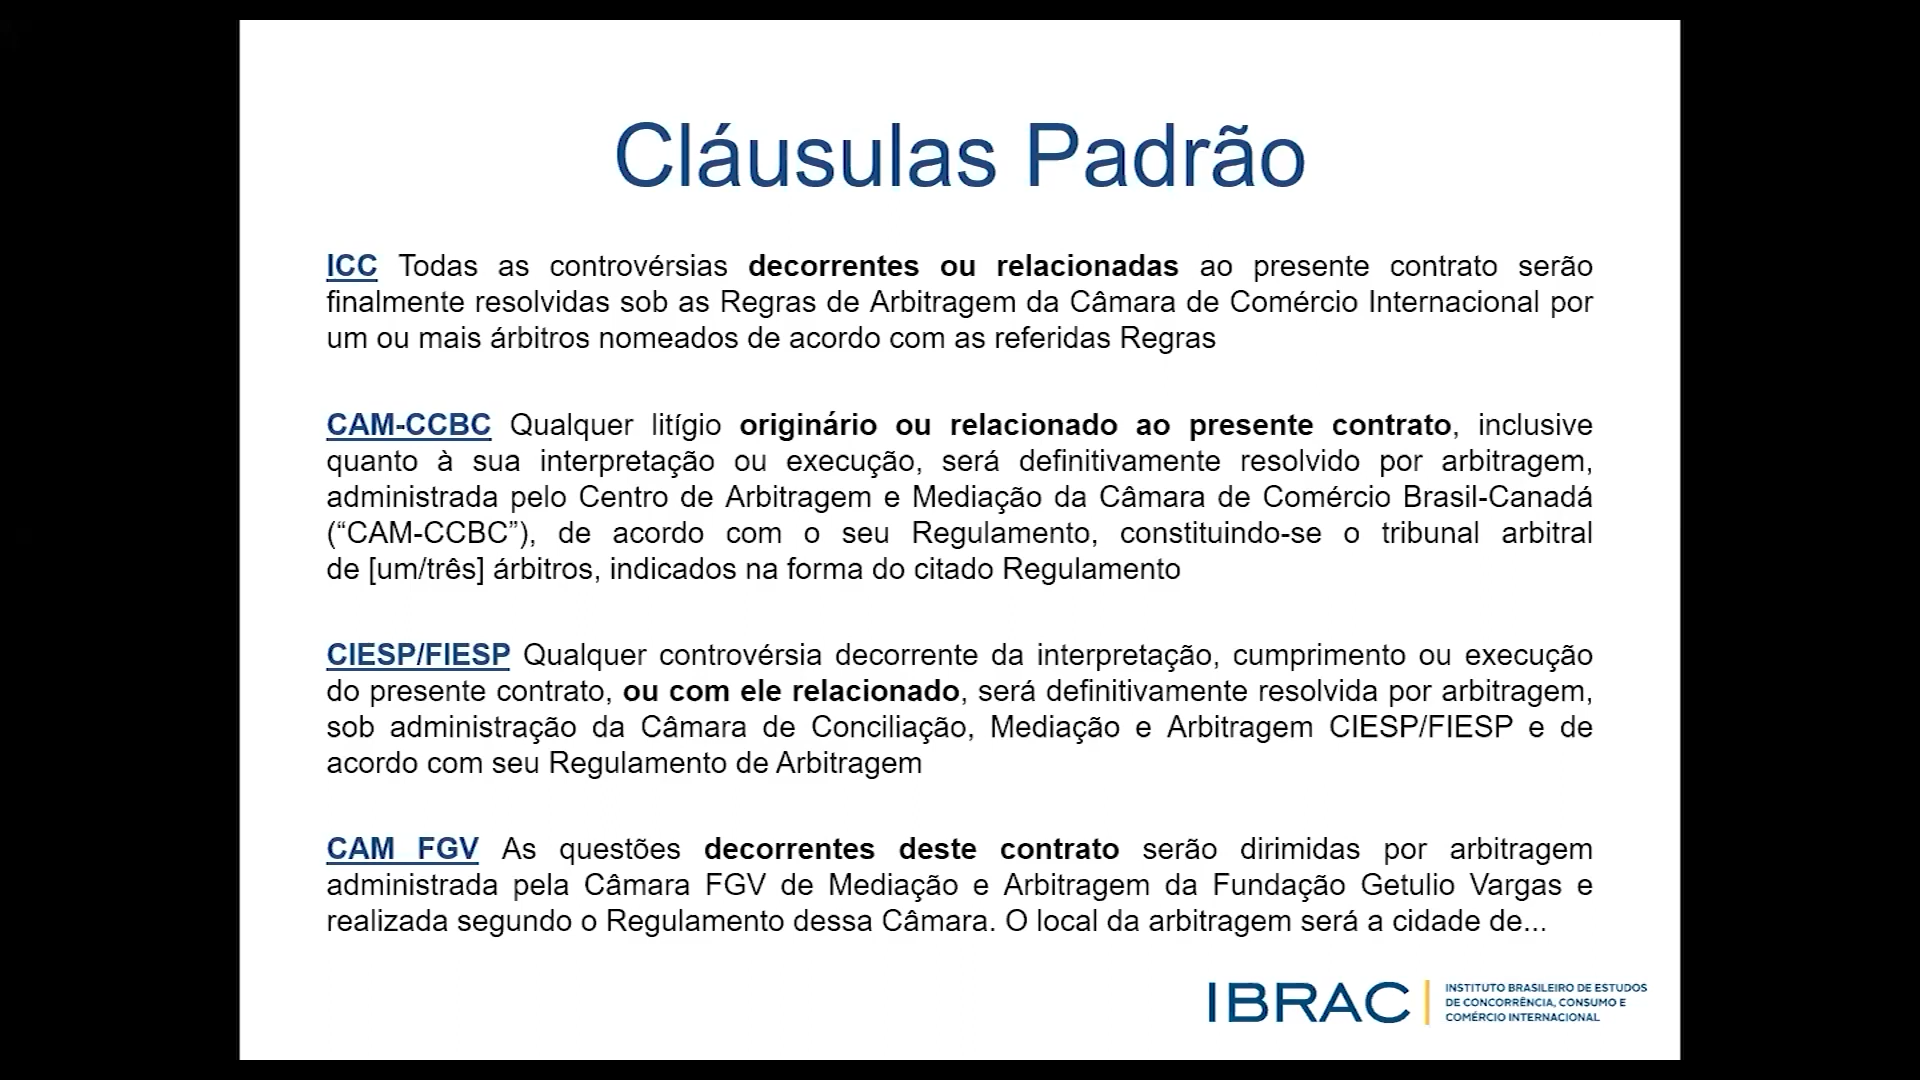 Cláusulas Padrão
ICC Todas as controvérsias decorrentes ou relacionadas ao presente contrato serão
finalmente resolvidas sob as Regras de Arbitragem da Câmara de Comércio Internacional por
um ou mais árbitros nomeados de acordo com as referidas Regras
CAM-CCBC Qualquer litígio originário ou relacionado ao presente contrato, inclusive
quanto à sua interpretação ou execução, será definitivamente resolvido por arbitragem,
administrada pelo Centro de Arbitragem e Mediação da Câmara de Comércio Brasil-Canadá
(“CAM-CCBC”), de acordo com o seu Regulamento, constituindo-se o tribunal arbitral
de [um/três] árbitros, indicados na forma do citado Regulamento
CIESP/FIESP Qualquer controvérsia decorrente da interpretação, cumprimento ou execução
do presente contrato, ou com ele relacionado, será definitivamente resolvida por arbitragem,
sob administração da Câmara de Conciliação, Mediação e Arbitragem CIESP/FIESP e de
acordo com seu Regulamento de Arbitragem
CAM FGV As questões decorrentes deste contrato serão dirimidas por arbitragem
administrada pela Câmara FGV de Mediação e Arbitragem da Fundação Getulio Vargas e
realizada segundo o Regulamento dessa Câmara. O local da arbitragem será a cidade de...
IBRAC
INSTITUTO BRASILEIRO DE ESTUDOS
DE CONCORRÊNCIA, CONSUMO E
COMÉRCIO INTERNACIONAL